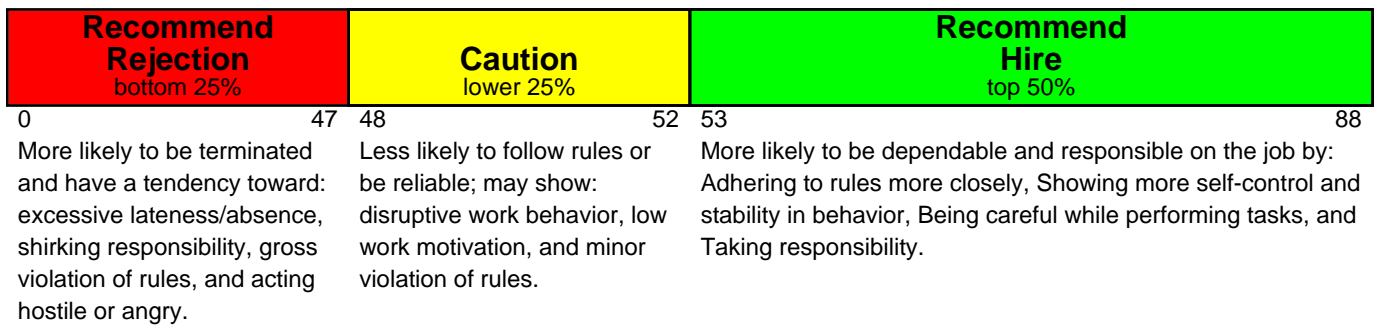 Recommend
Rejection
bottom 25%
Caution
lower 25%
Recommend
Hire
top 50%
0 47 48 52 53 88
More likely to be terminated
and have a tendency toward:
excessive lateness/absence,
shirking responsibility, gross
violation of rules, and acting
hostile or angry.
Less likely to follow rules or
be reliable; may show:
disruptive work behavior, low
work motivation, and minor
violation of rules.
More likely to be dependable and responsible on the job by:
Adhering to rules more closely, Showing more self-control and
stability in behavior, Being careful while performing tasks, and
Taking responsibility.